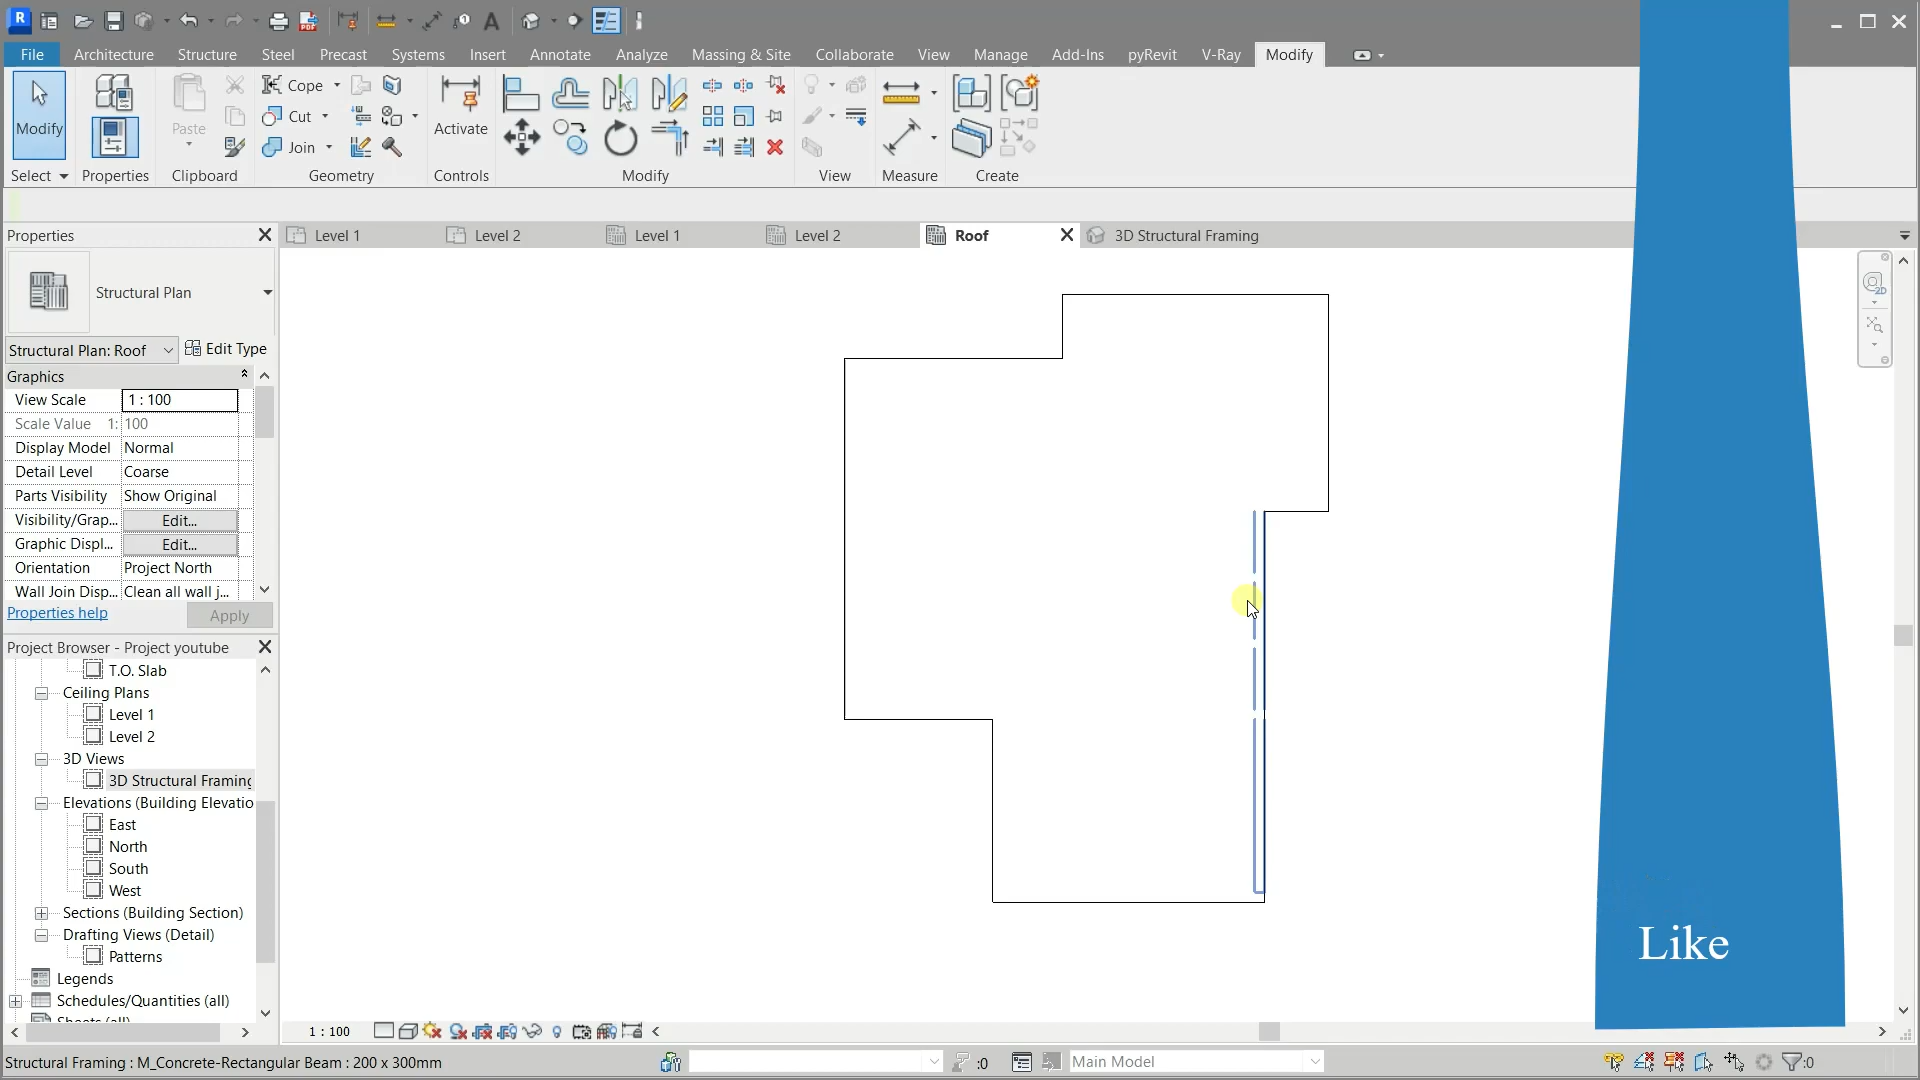 File Architecture Structure Steel Precast Systems Insert Annotate Analyze Massing & Site Collaborate View Manage Add-Ins pyRevit V-Ray Modify
Modify Paste Cope Cut Join Activate
Select Properties Clipboard Geometry Controls Modify View Measure Create
Properties
Level 1 Level 2 Level 1 Level 2 Roof 3D Structural Framing
Structural Plan
Structural Plan: Roof Edit Type
Graphics
View Scale 1 : 100
Scale Value 1: 100
Display Model Normal
Detail Level Coarse
Parts Visibility Show Original
Visibility/Grap... Edit...
Graphic Displ... Edit...
Orientation Project North
Wall Join Disp... Clean all wall j...
Properties help Apply
Project Browser - Project youtube
T.O. Slab
Ceiling Plans
Level 1
Level 2
3D Views
3D Structural Framing
Elevations (Building Elevatio
East
North
South
West
Sections (Building Section)
Drafting Views (Detail)
Patterns
Legends
Schedules/Quantities (all)
Sheets (all)
Like
1 : 100
Structural Framing : M_Concrete-Rectangular Beam : 200 x 300mm :0 Main Model :0